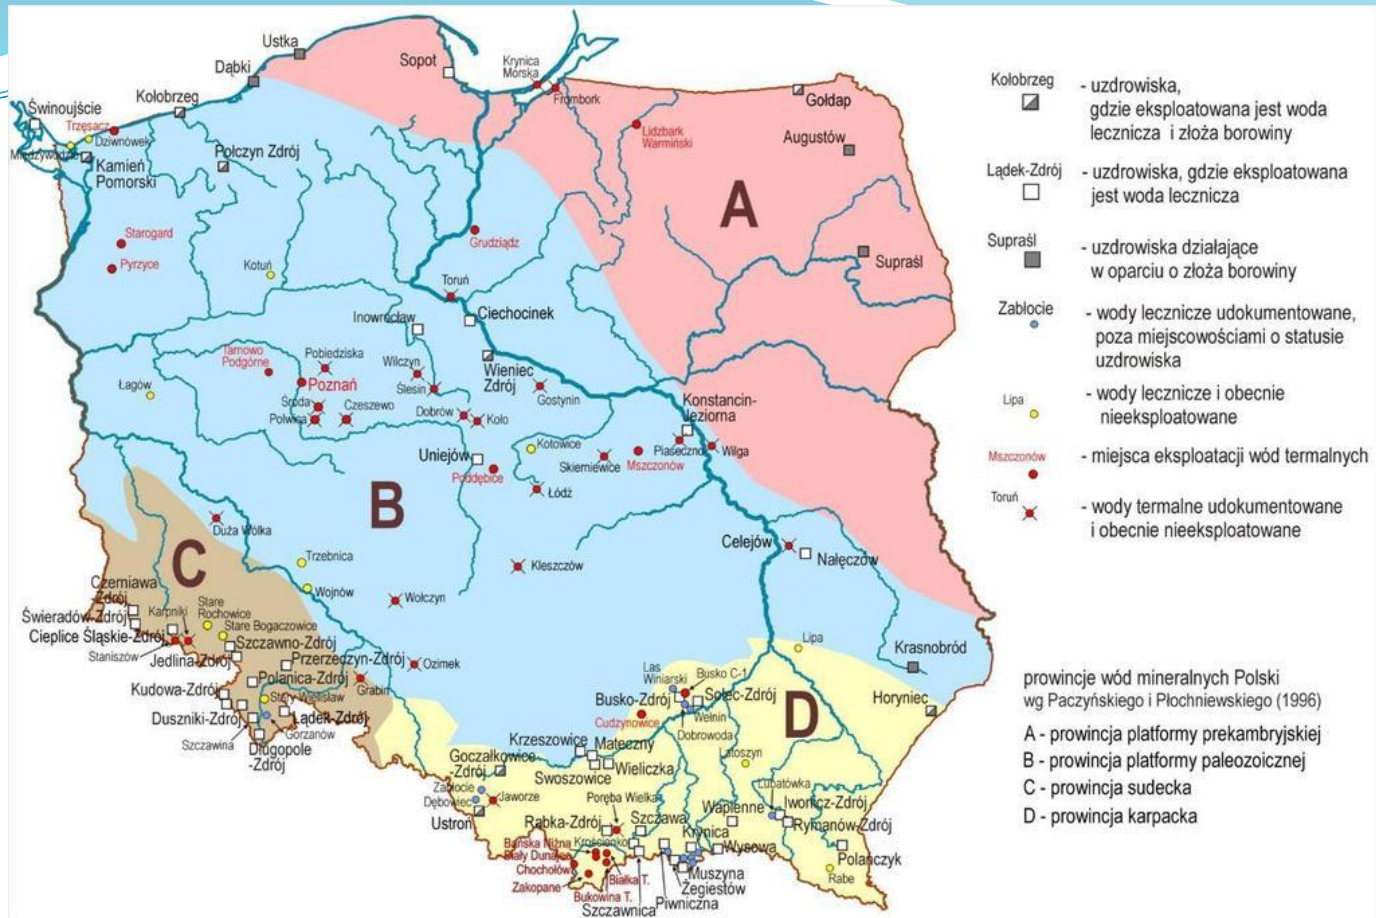 Ustka
Dąbki
Sopot
Krynica
Morska
Frombork
Gołdap
Kołobrzeg
Świnoujście
Trzęsacz
Dziwnówek
Międzywodzie
Kamień
Pomorski
Połczyn Zdrój
Lidzbark
Warmiński
Augustów
A
Starogard
Pyrzyce
Grudziądz
Supraśl
Kotuń
Toruń
Inowrocław
Ciechocinek
Tarnowo
Podgórne
Pobiedziska
Wilczyn
Wieniec
Zdrój
Poznań
Ślesin
Łagów
Gostynin
Konstancin-
Jeziorna
Środa
Polwica
Czeszewo
Dobrów
Koło
Kotowice
Piaseczno
Wilga
Uniejów
Skierniewice
Mszczonów
Poddębice
Łódź
B
Duża Wólka
Celejów
Nałęczów
C
Trzebnica
Kleszczów
Czerniawa
-Zdrój
Wojnów
Wołczyn
Stare
Rochowice
Karpniki
Świeradów-Zdrój
Stare Bogaczowice
Cieplice Śląskie-Zdrój
Szczawno-Zdrój
Staniszów
Jedlina-Zdrój
Przerzeczyn-Zdrój
Ozimek
Lipa
Krasnobród
Polanica-Zdrój
Grabin
Las
Winiarski
Busko C-1
Kudowa-Zdrój
Stary Wielisław
Busko-Zdrój
Solec-Zdrój
Horyniec
Duszniki-Zdrój
Lądek-Zdrój
Cudzynowice
Wełnin
D
Gorzanów
Szczawina
Dobrowoda
Długopole
-Zdrój
Krzeszowice
Mateczny
Goczałkowice
-Zdrój
Swoszowice
Wieliczka
Latoszyn
Zabłocie
Dębowiec
Jaworze
Poręba Wielka
Lubatówka
Iwonicz-Zdrój
Ustroń
Wapienne
Rabka-Zdrój
Szczawa
Rymanów-Zdrój
Krynica
Bańska Niżna
Krościenko
Wysowa
Biały Dunajec
Polańczyk
Chochołów
Muszyna
Rabe
Zakopane
Białka T.
Żegiestów
Bukowina T.
Piwniczna
Szczawnica
Kołobrzeg
- uzdrowiska,
gdzie eksploatowana jest woda
lecznicza i złoża borowiny
Lądek-Zdrój
- uzdrowiska, gdzie eksploatowana
jest woda lecznicza
Supraśl
- uzdrowiska działające
w oparciu o złoża borowiny
Zabłocie
- wody lecznicze udokumentowane,
poza miejscowościami o statusie
uzdrowiska
Lipa
- wody lecznicze i obecnie
nieeksploatowane
Mszczonów
- miejsca eksploatacji wód termalnych
Toruń
- wody termalne udokumentowane
i obecnie nieeksploatowane
prowincje wód mineralnych Polski
wg Paczyńskiego i Płochniewskiego (1996)
A - prowincja platformy prekambryjskiej
B - prowincja platformy paleozoicznej
C - prowincja sudecka
D - prowincja karpacka